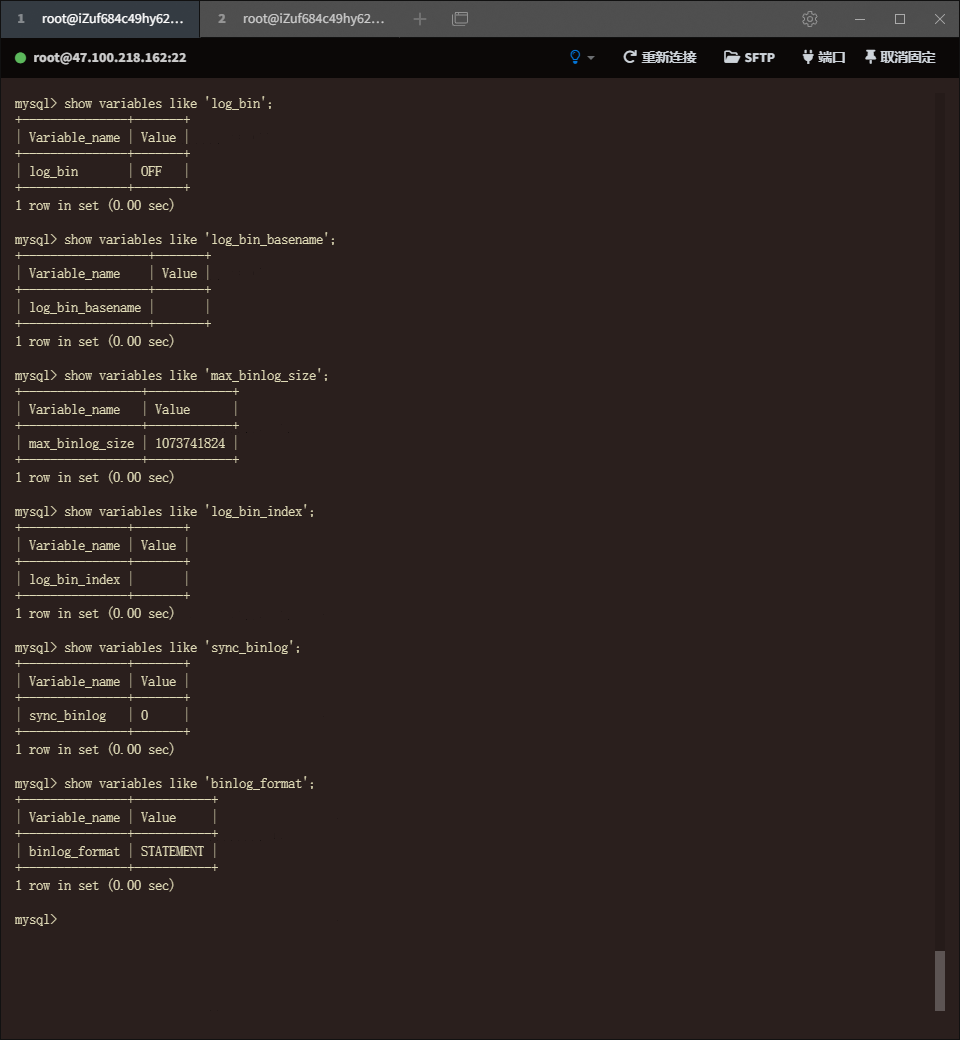 1 root@iZuf684c49hy62... 2 root@iZuf684c49hy62...
root@47.100.218.162:22 重新连接 SFTP 端口 取消固定
mysql> show variables like 'log_bin';
+---------------+-------+
| Variable_name | Value |
+---------------+-------+
| log_bin       | OFF   |
+---------------+-------+
1 row in set (0.00 sec)
mysql> show variables like 'log_bin_basename';
+------------------+-------+
| Variable_name    | Value |
+------------------+-------+
| log_bin_basename |       |
+------------------+-------+
1 row in set (0.00 sec)
mysql> show variables like 'max_binlog_size';
+-----------------+------------+
| Variable_name   | Value      |
+-----------------+------------+
| max_binlog_size | 1073741824 |
+-----------------+------------+
1 row in set (0.00 sec)
mysql> show variables like 'log_bin_index';
+---------------+-------+
| Variable_name | Value |
+---------------+-------+
| log_bin_index |       |
+---------------+-------+
1 row in set (0.00 sec)
mysql> show variables like 'sync_binlog';
+---------------+-------+
| Variable_name | Value |
+---------------+-------+
| sync_binlog   | 0     |
+---------------+-------+
1 row in set (0.00 sec)
mysql> show variables like 'binlog_format';
+---------------+-----------+
| Variable_name | Value     |
+---------------+-----------+
| binlog_format | STATEMENT |
+---------------+-----------+
1 row in set (0.00 sec)
mysql>